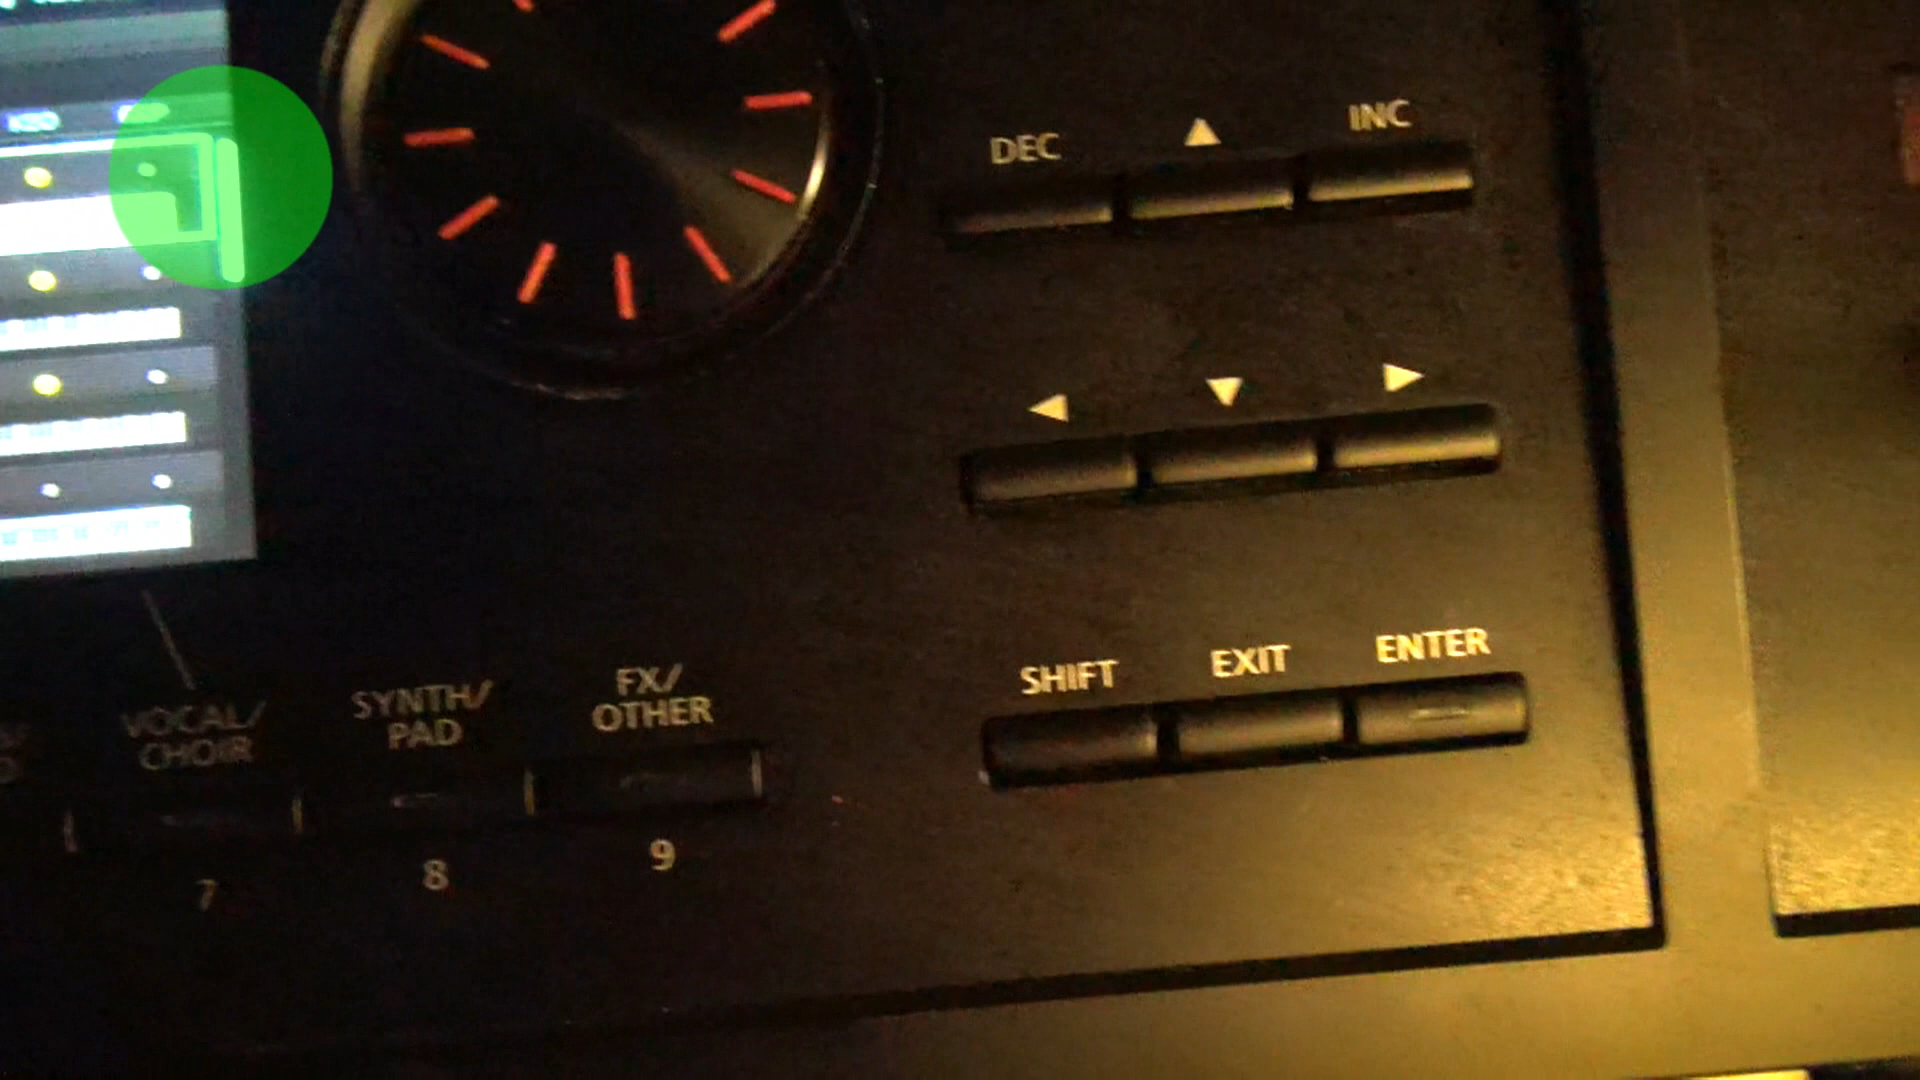 DEC
INC
SHIFT
EXIT
ENTER
VOCAL/
CHOIR
SYNTH/
PAD
FX/
OTHER
7
8
9